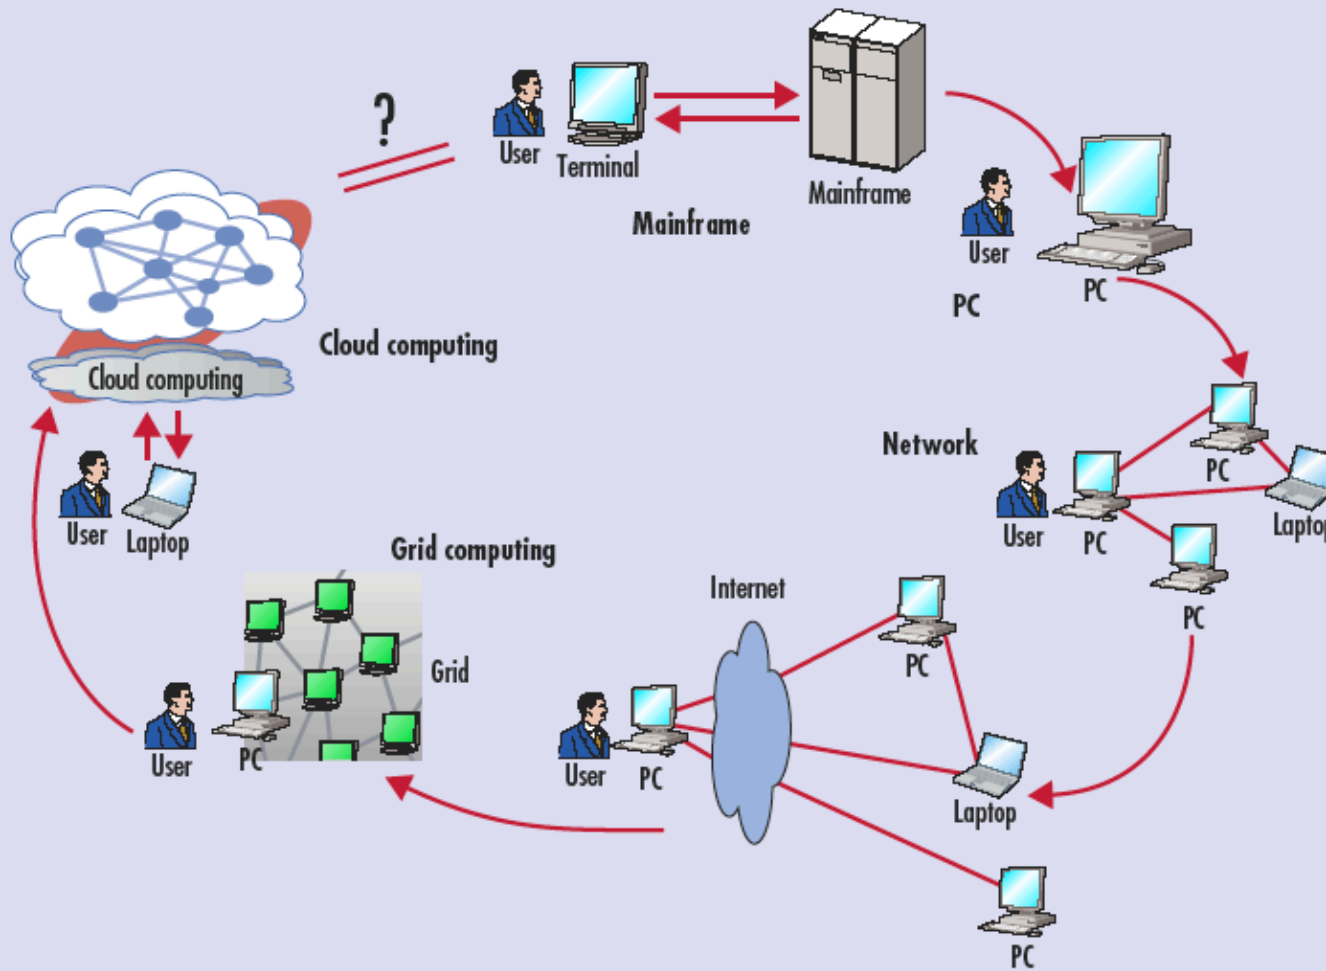 ?
User
Terminal
Mainframe
Mainframe
User
PC
PC
Cloud computing
Cloud computing
User
Laptop
Network
PC
User
PC
Laptop
PC
Grid computing
Grid
User
PC
Internet
PC
User
PC
Laptop
PC